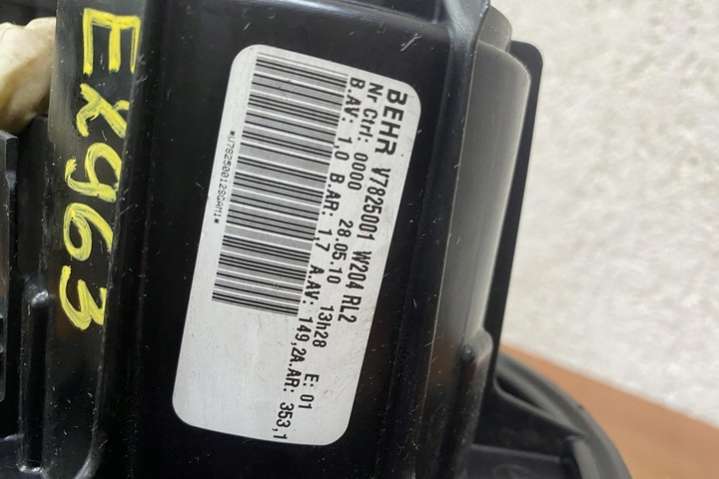 EX963
BEHR V7825001 W204 RL2
Nr Ctrl: 0000 28.05.10 13h28 E: 01
B.AV: 1,0 B.AR: 1,7 A.AV: 149,2A.AR: 353,1